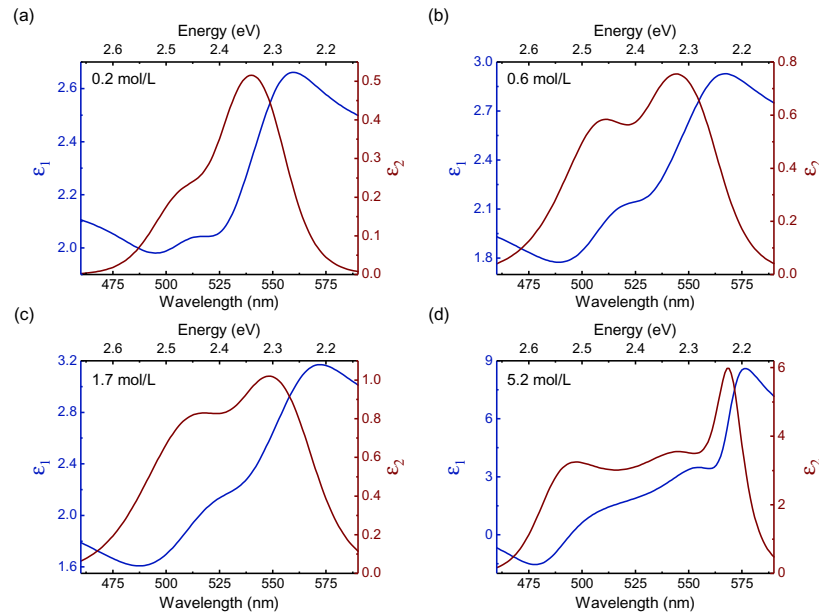 (a)
Energy (eV)
2.6 2.5 2.4 2.3 2.2
0.2 mol/L
2.6
2.4
2.2
2.0
ε1
0.5
0.4
0.3
0.2
0.1
0.0
ε2
475 500 525 550 575
Wavelength (nm)
(b)
Energy (eV)
2.6 2.5 2.4 2.3 2.2
0.6 mol/L
3.0
2.7
2.4
2.1
1.8
ε1
0.8
0.6
0.4
0.2
0.0
ε2
475 500 525 550 575
Wavelength (nm)
(c)
Energy (eV)
2.6 2.5 2.4 2.3 2.2
1.7 mol/L
3.2
2.8
2.4
2.0
1.6
ε1
1.0
0.8
0.6
0.4
0.2
0.0
ε2
475 500 525 550 575
Wavelength (nm)
(d)
Energy (eV)
2.6 2.5 2.4 2.3 2.2
5.2 mol/L
9
6
3
0
ε1
6
4
2
0
ε2
475 500 525 550 575
Wavelength (nm)